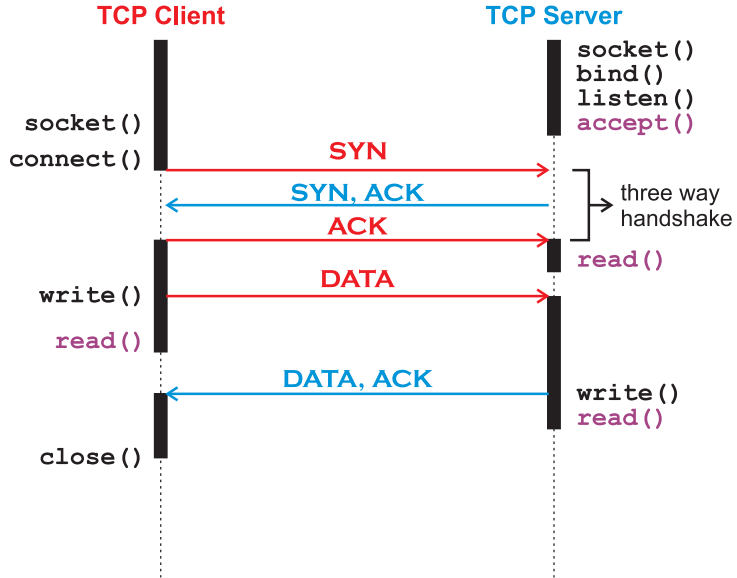 TCP Client
TCP Server
socket()
bind()
listen()
accept()
socket()
connect()
SYN
SYN, ACK
three way
handshake
ACK
read()
DATA
write()
read()
DATA, ACK
write()
read()
close()